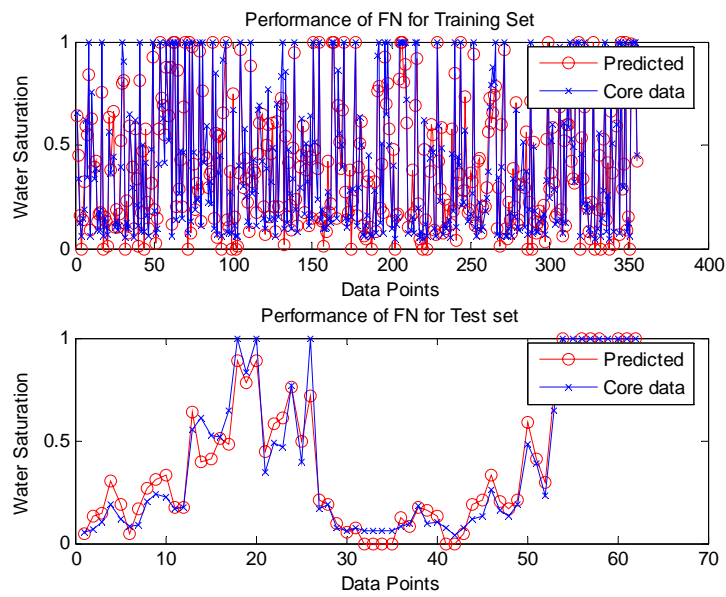 Performance of FN for Training Set
1
0.5
0
Water Saturation
Predicted
Core data
0 50 100 150 200 250 300 350 400
Data Points
Performance of FN for Test set
1
0.5
0
Water Saturation
Predicted
Core data
0 10 20 30 40 50 60 70
Data Points